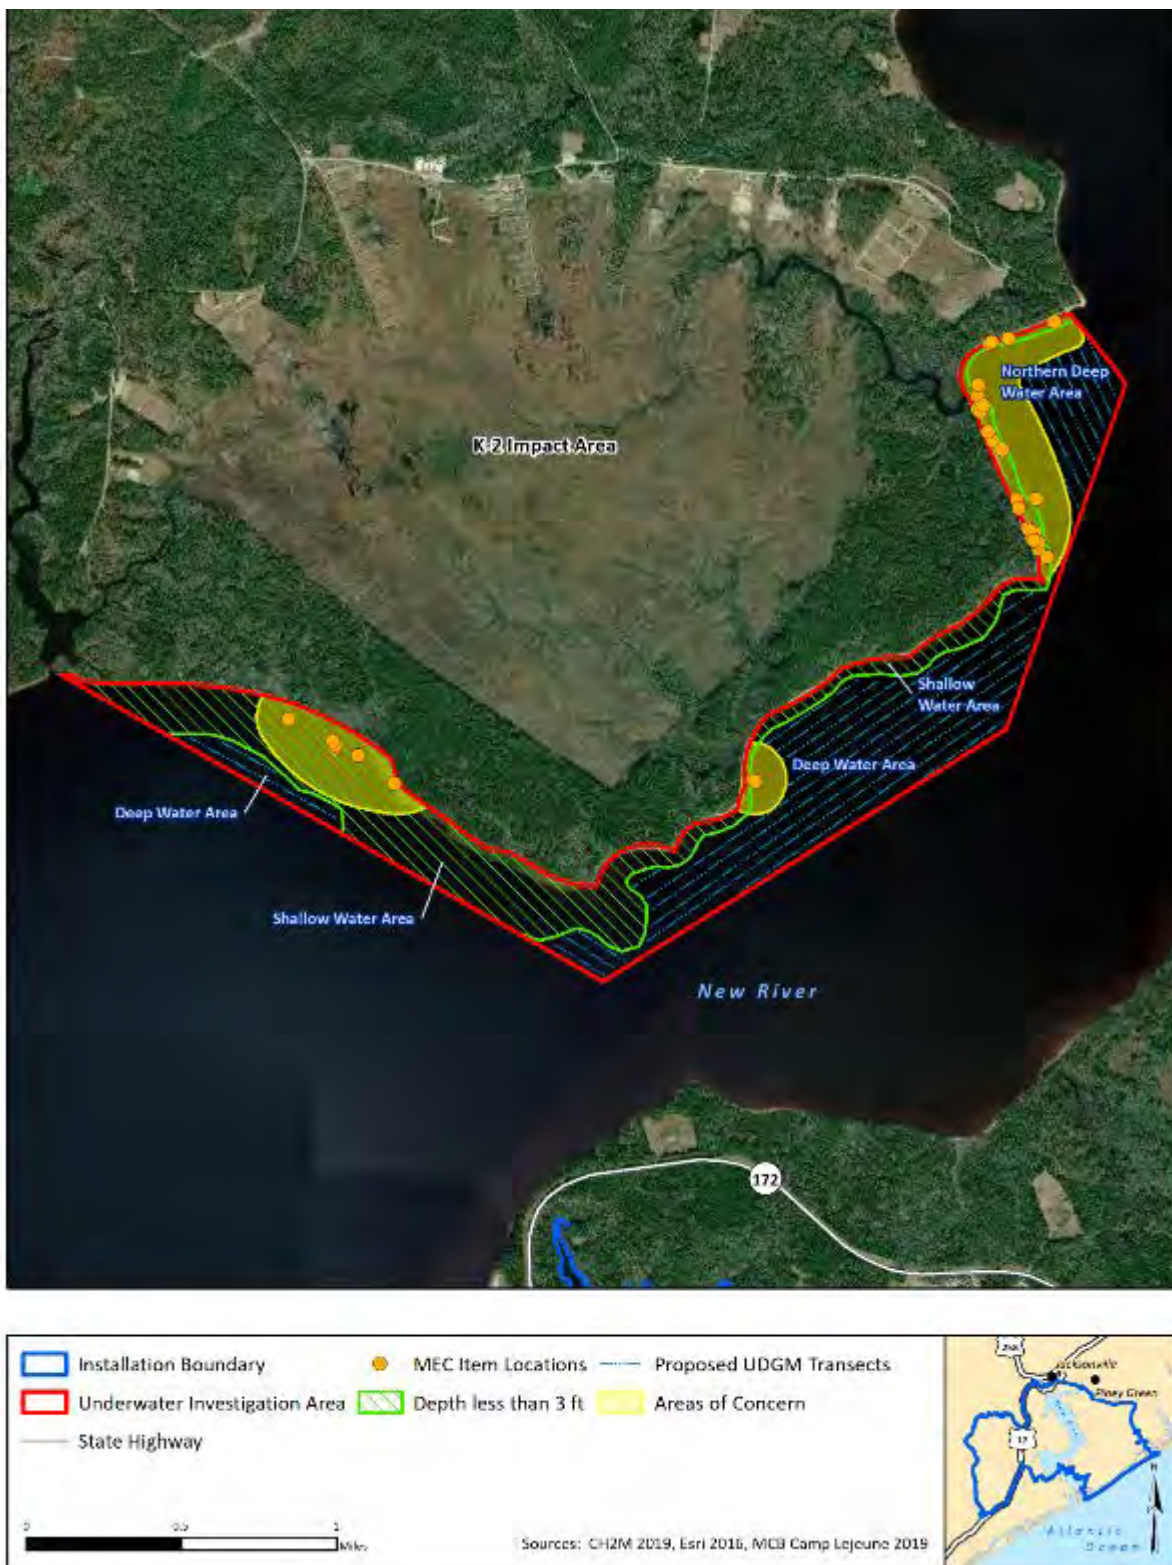 K-2 Impact Area
Northern Deep
Water Area
Shallow
Water Area
Deep Water Area
Deep Water Area
Shallow Water Area
New River
172
Installation Boundary
MEC Item Locations
Proposed UDGM Transects
Underwater Investigation Area
Depth less than 3 ft
Areas of Concern
State Highway
0 0.5 1
Miles
Sources: CH2M 2019, Esri 2016, MCB Camp Lejeune 2019
Jacksonville
Piney Green
17
N
Atlantic
Ocean